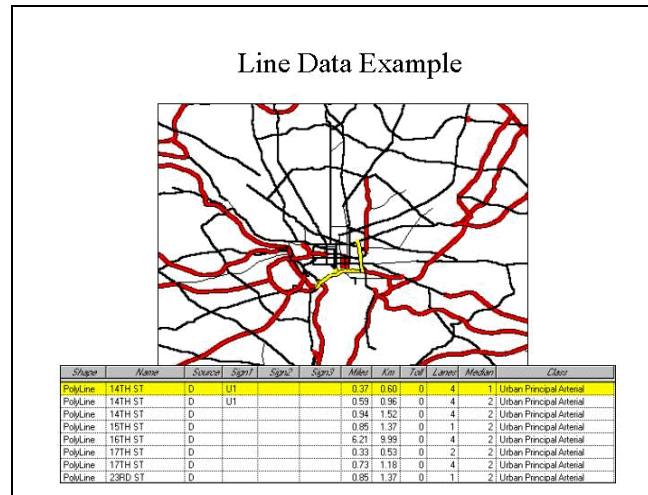 Line Data Example
Shape Name Source Sign1 Sign2 Sign3 Miles Km Toll Lanes Median Class
PolyLine 14TH ST D U1 0.37 0.60 0 4 1 Urban Principal Arterial
PolyLine 14TH ST D U1 0.59 0.96 0 4 2 Urban Principal Arterial
PolyLine 14TH ST D 0.94 1.52 0 4 2 Urban Principal Arterial
PolyLine 15TH ST D 0.85 1.37 0 1 2 Urban Principal Arterial
PolyLine 16TH ST D 6.21 9.99 0 4 2 Urban Principal Arterial
PolyLine 17TH ST D 0.33 0.53 0 2 2 Urban Principal Arterial
PolyLine 17TH ST D 0.73 1.18 0 4 2 Urban Principal Arterial
PolyLine 23RD ST D 0.85 1.37 0 1 2 Urban Principal Arterial